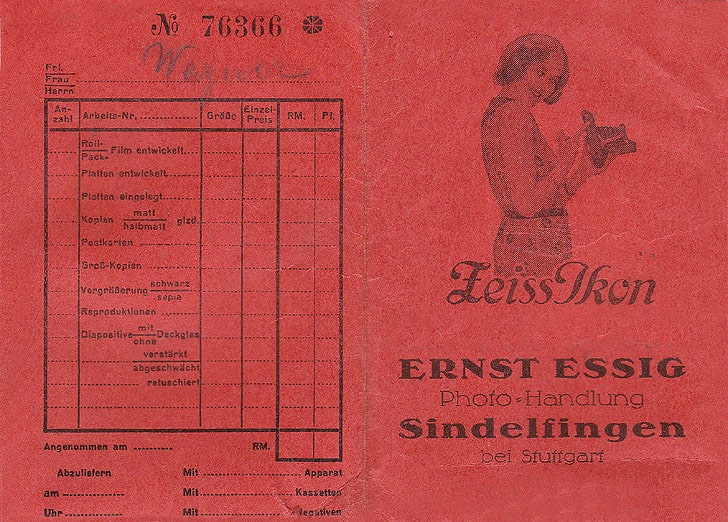 № 76366
Wagner
Frl.
Frau
Herrn
An-zahl Arbeits-Nr. Größe Einzel-Preis RM. Pf.
Roll-
Pack- Film entwickelt
Platten entwickelt
Platten eingelegt
Kopien matt halbmatt glzd.
Postkarten
Groß-Kopien
Vergrößerung schwarz sepia
Reproduktionen
Diapositive mit ohne Deckglas
verstärkt
abgeschwächt
retuschiert
Angenommen am RM.
Abzuliefern Mit Apparat
am Mit Kassetten
Uhr Mit Negativen
Zeiss Ikon
ERNST ESSIG
Photo-Handlung
Sindelfingen
bei Stuttgart